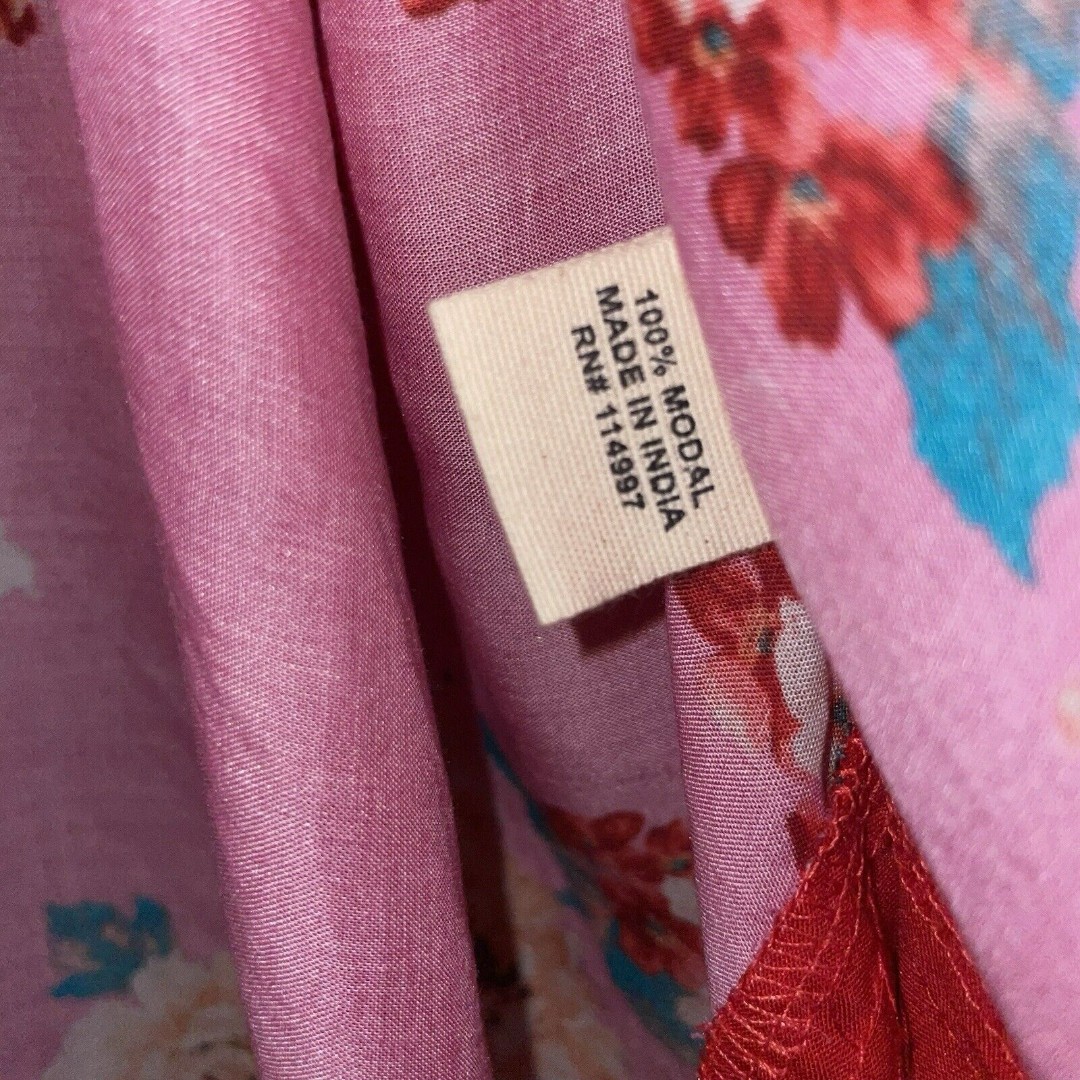 100% MODAL
MADE IN INDIA
RN# 114997